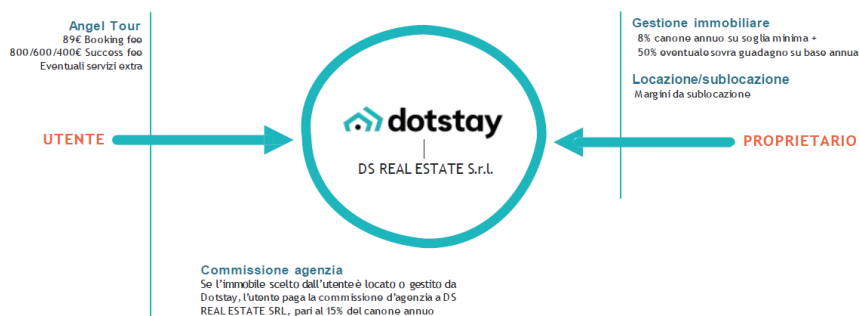 Angel Tour
89€ Booking fee
800/600/400€ Success fee
Eventuali servizi extra
UTENTE
dotstay
DS REAL ESTATE S.r.l.
Gestione immobiliare
8% canone annuo su soglia minima +
50% eventuale sovra guadagno su base annua
Locazione/sublocazione
Margini da sublocazione
PROPRIETARIO
Commissione agenzia
Se l'immobile scelto dall'utente è locato o gestito da
Dotstay, l'utente paga la commissione d'agenzia a DS
REAL ESTATE SRL, pari al 15% del canone annuo